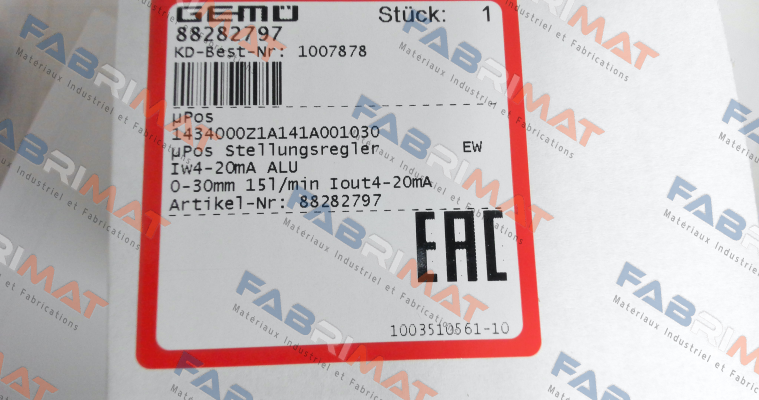 GEMÜ Stück: 1
88282797
KD-Best-Nr: 1007878
µPos
1434000Z1A141A001030
µPos Stellungsregler EW
Iw4-20mA ALU
0-30mm 15l/min Iout4-20mA
Artikel-Nr: 88282797
EAC
1003510561-10
FABRIMAT
Matériaux Industriel et Fabrications